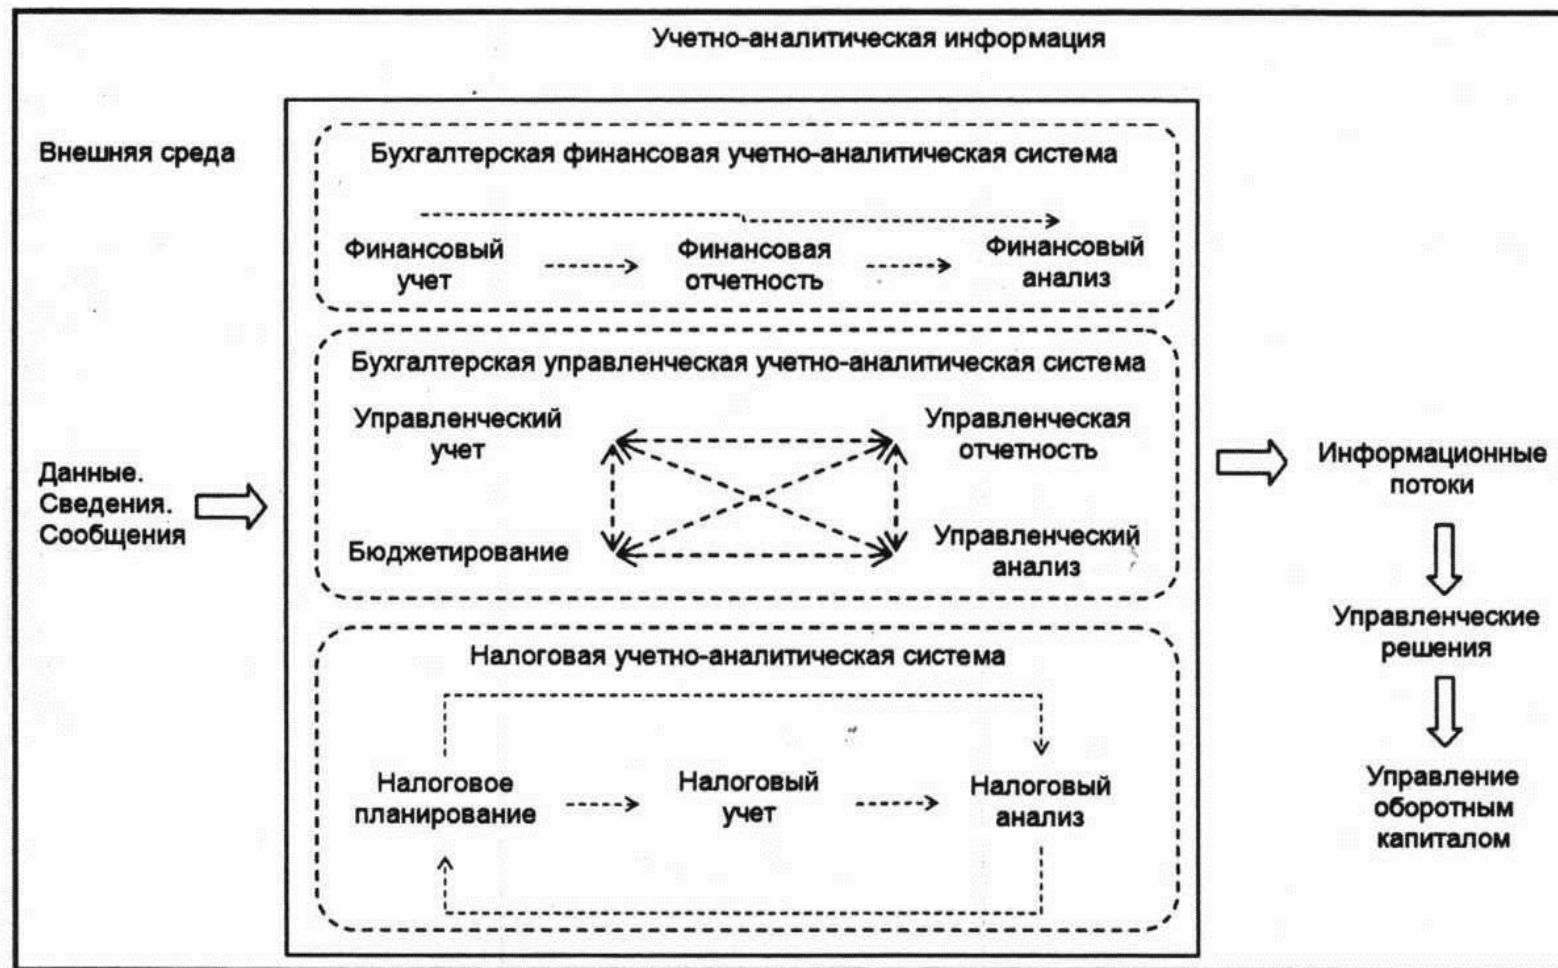 Учетно-аналитическая информация
Внешняя среда
Бухгалтерская финансовая учетно-аналитическая система
Финансовый
учет
Финансовая
отчетность
Финансовый
анализ
Бухгалтерская управленческая учетно-аналитическая система
Управленческий
учет
Управленческая
отчетность
Бюджетирование
Управленческий
анализ
Данные.
Сведения.
Сообщения
Налоговая учетно-аналитическая система
Налоговое
планирование
Налоговый
учет
Налоговый
анализ
Информационные
потоки
Управленческие
решения
Управление
оборотным
капиталом